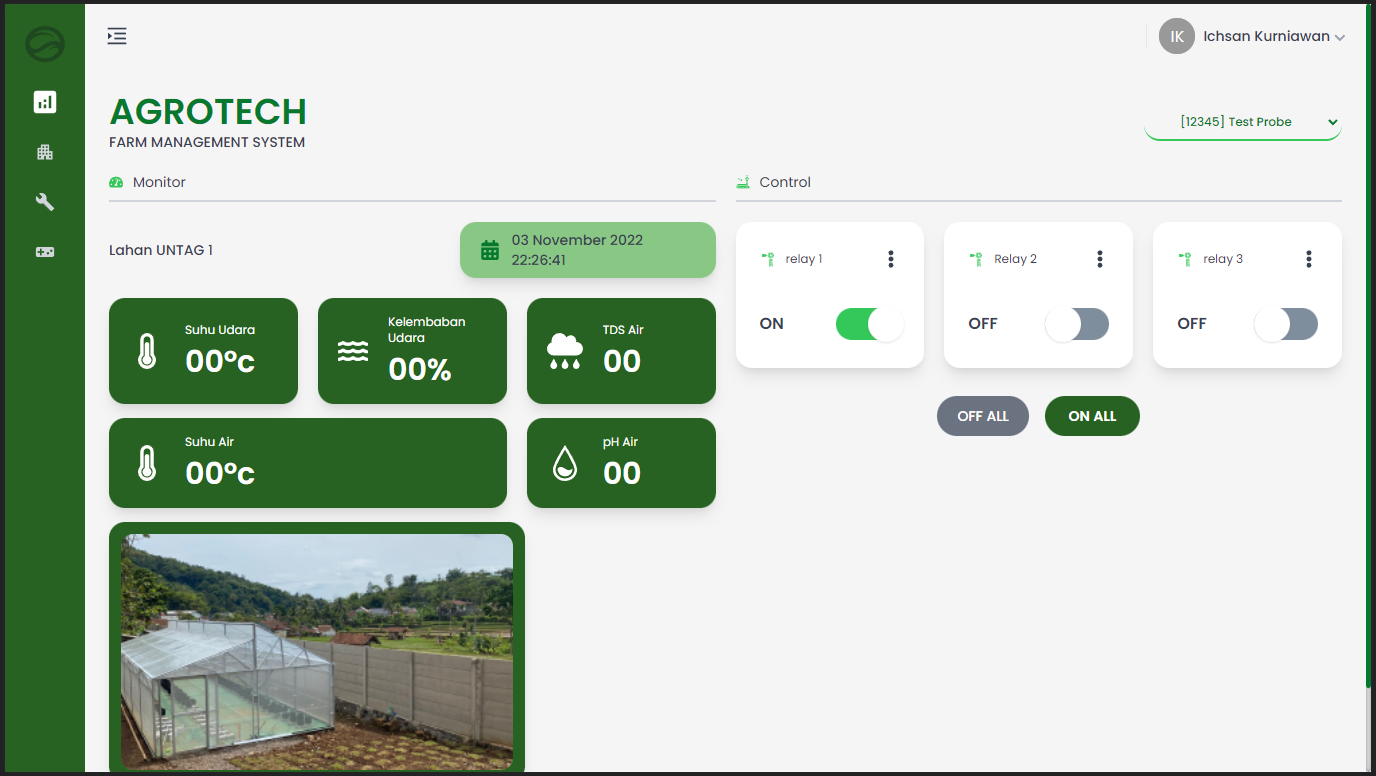 IK
Ichsan Kurniawan
AGROTECH
FARM MANAGEMENT SYSTEM
[12345] Test Probe
Monitor
Lahan UNTAG 1
03 November 2022
22:26:41
Suhu Udara
00°c
Kelembaban
Udara
00%
TDS Air
00
Suhu Air
00°c
pH Air
00
Control
relay 1
ON
Relay 2
OFF
relay 3
OFF
OFF ALL
ON ALL